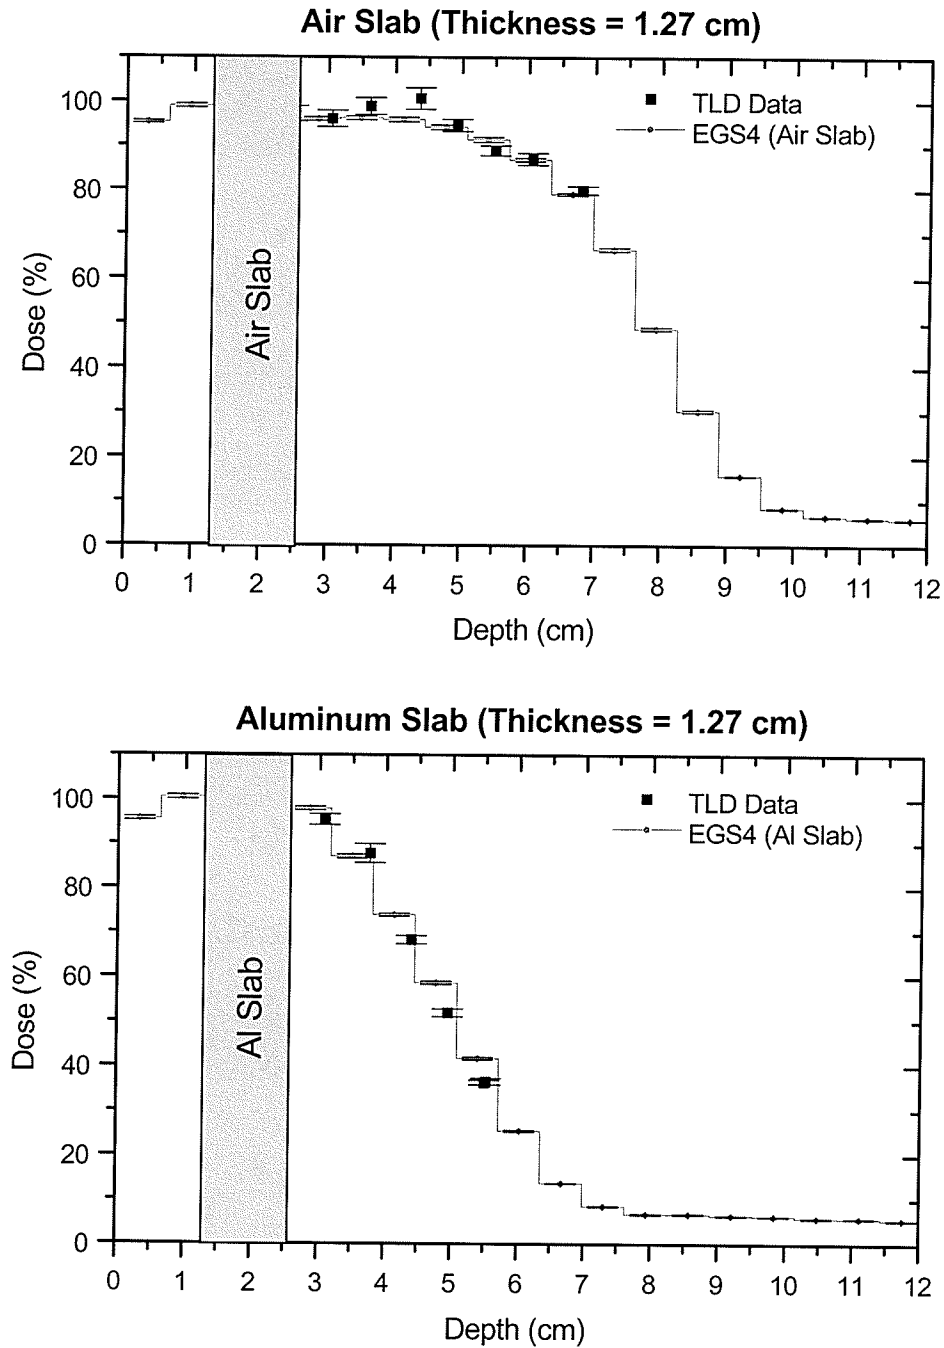 Air Slab (Thickness = 1.27 cm)
100
80
60
40
20
0
Dose (%)
Air Slab
TLD Data
EGS4 (Air Slab)
0 1 2 3 4 5 6 7 8 9 10 11 12
Depth (cm)
Aluminum Slab (Thickness = 1.27 cm)
100
80
60
40
20
0
Dose (%)
Al Slab
TLD Data
EGS4 (Al Slab)
0 1 2 3 4 5 6 7 8 9 10 11 12
Depth (cm)